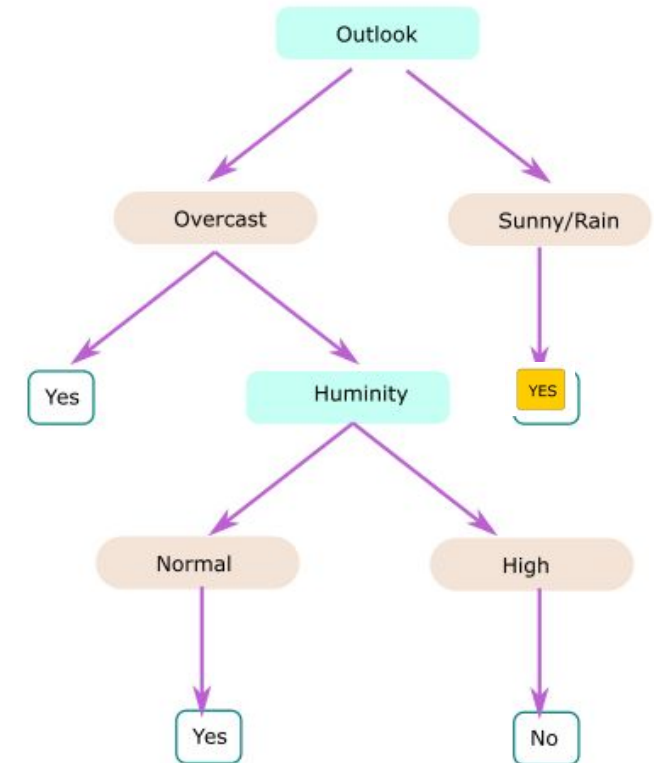 Outlook
Overcast
Sunny/Rain
Yes
Huminity
YES
Normal
High
Yes
No